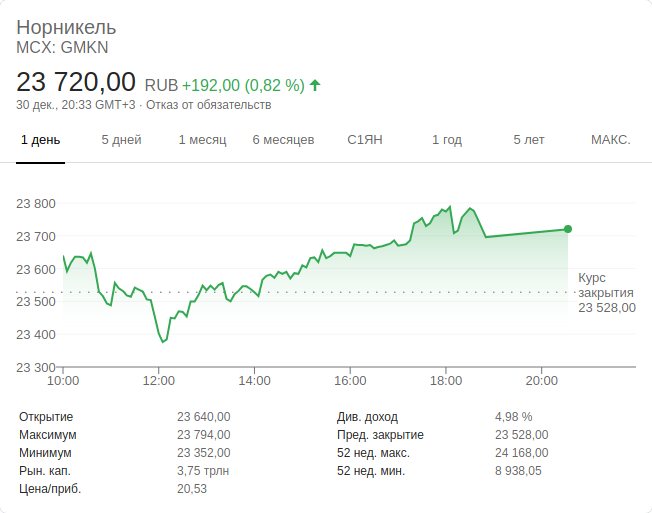 Норникель
MCX: GMKN
23 720,00 RUB +192,00 (0,82 %)
30 дек., 20:33 GMT+3 · Отказ от обязательств
1 день 5 дней 1 месяц 6 месяцев С1ЯН 1 год 5 лет МАКС.
23 800
23 700
23 600
23 500
23 400
23 300
Курс
закрытия
23 528,00
10:00 12:00 14:00 16:00 18:00 20:00
Открытие 23 640,00
Максимум 23 794,00
Минимум 23 352,00
Рын. кап. 3,75 трлн
Цена/приб. 20,53
Див. доход 4,98 %
Пред. закрытие 23 528,00
52 нед. макс. 24 168,00
52 нед. мин. 8 938,05